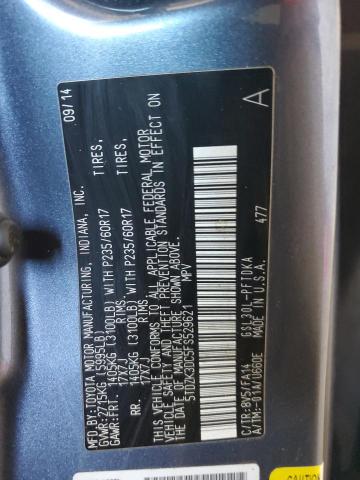 MFD.BY:TOYOTA MOTOR MANUFACTURING, INDIANA, INC. 09/14
GVWR:2715KG (5985LB)
GAWR:FRT. 1405KG (3100LB) WITH P235/60R17 TIRES,
17X7J RIMS.
RR. 1405KG (3100LB) WITH P235/60R17 TIRES,
17X7J RIMS.
THIS VEHICLE CONFORMS TO ALL APPLICABLE FEDERAL MOTOR
VEHICLE SAFETY, BUMPER, AND THEFT PREVENTION STANDARDS IN EFFECT ON
THE DATE OF MANUFACTURE SHOWN ABOVE.
5TDZK3DC5FS529621 MPV
A
C/TR:8V5/FA14 GSL30L-PFTDKA
A/TM:-01A/U660E MADE IN U.S.A. 477